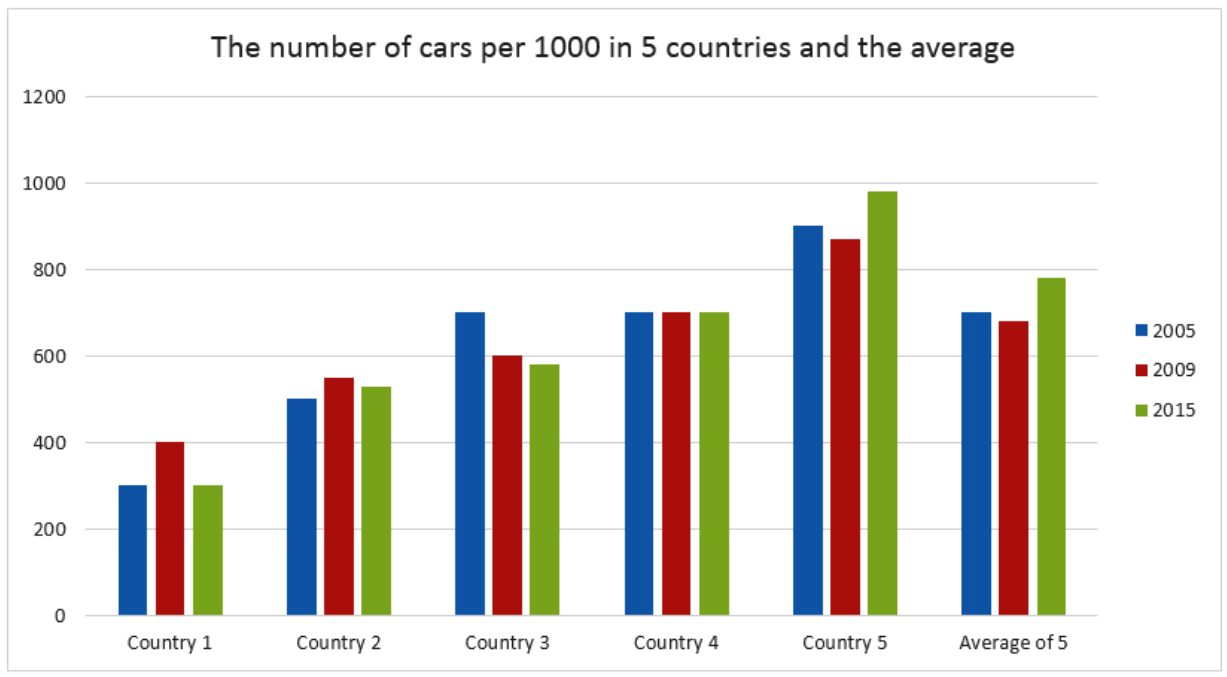 The number of cars per 1000 in 5 countries and the average
1200
1000
800
600
400
200
0
Country 1
Country 2
Country 3
Country 4
Country 5
Average of 5
2005
2009
2015